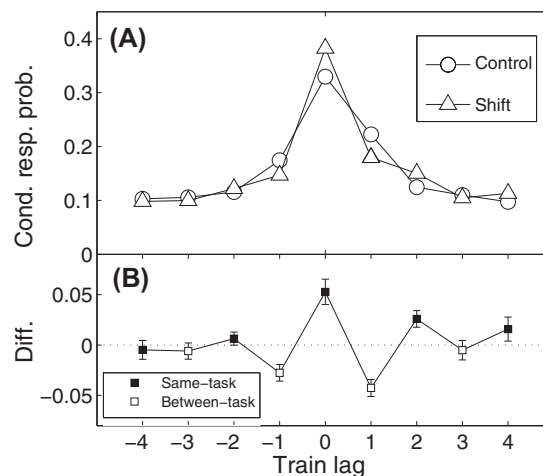 (A)
Cond. resp. prob.
0.4
0.3
0.2
0.1
0
Control
Shift
(B)
Diff.
0.05
0
−0.05
Same-task
Between-task
−4 −3 −2 −1 0 1 2 3 4
Train lag